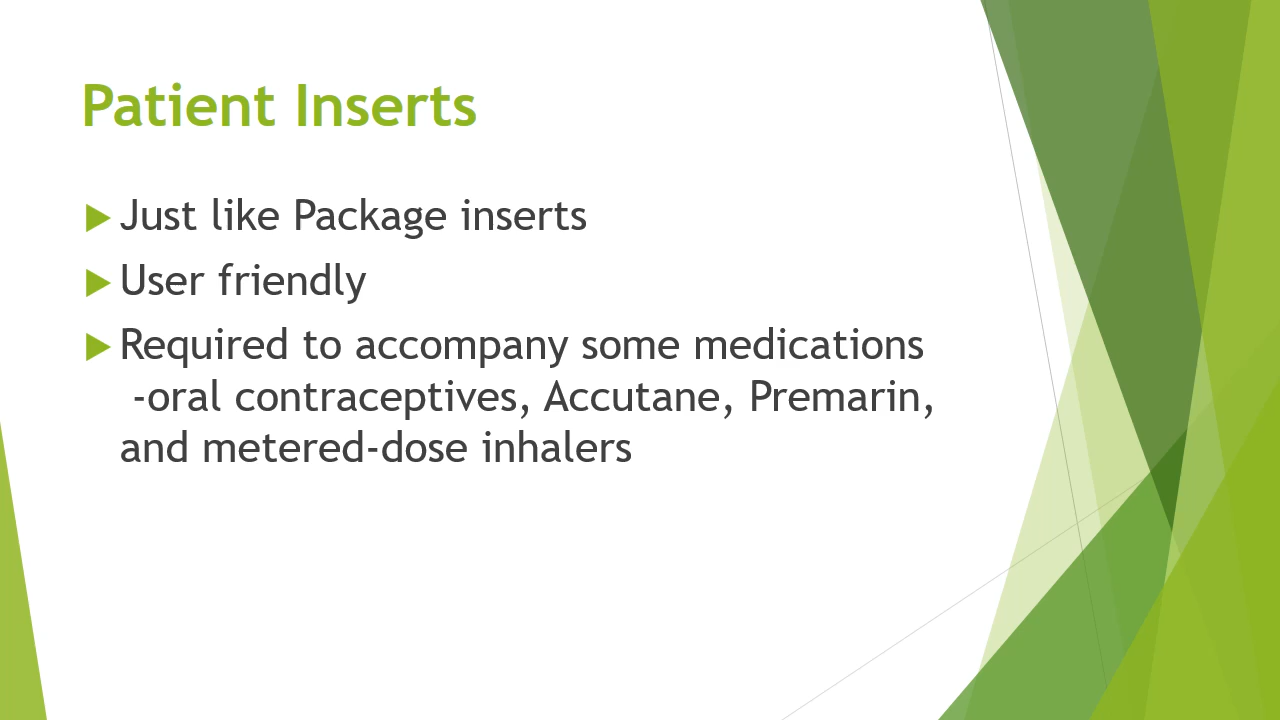 Patient Inserts
Just like Package inserts
User friendly
Required to accompany some medications
-oral contraceptives, Accutane, Premarin,
and metered-dose inhalers